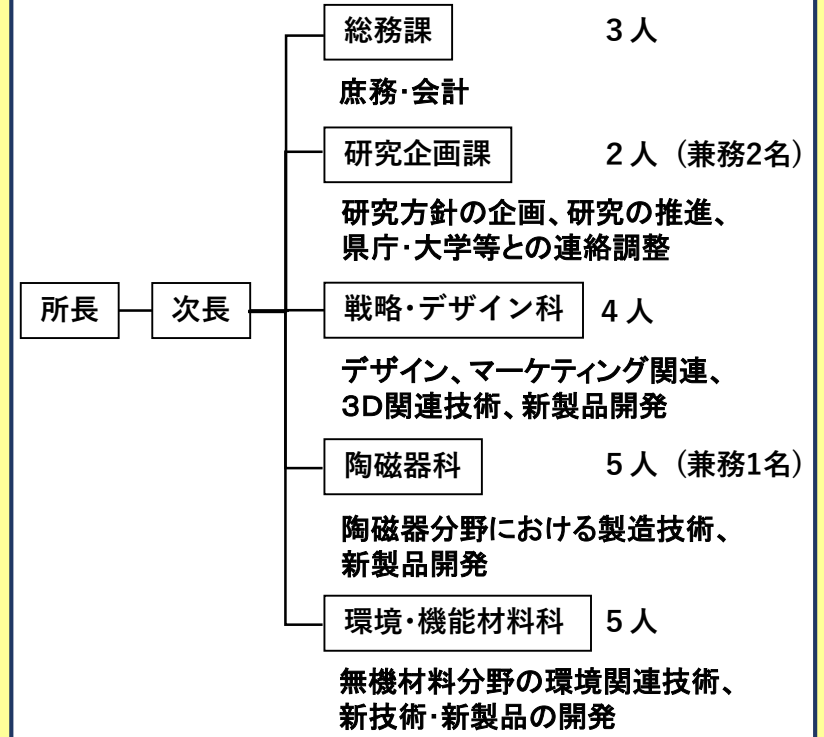 総務課 3人
庶務･会計
研究企画課 2人（兼務2名）
研究方針の企画、研究の推進、
県庁･大学等との連絡調整
所長 次長 戦略･デザイン科 4人
デザイン、マーケティング関連、
３Ｄ関連技術、新製品開発
陶磁器科 5人（兼務1名）
陶磁器分野における製造技術、
新製品開発
環境･機能材料科 5人
無機材料分野の環境関連技術、
新技術･新製品の開発